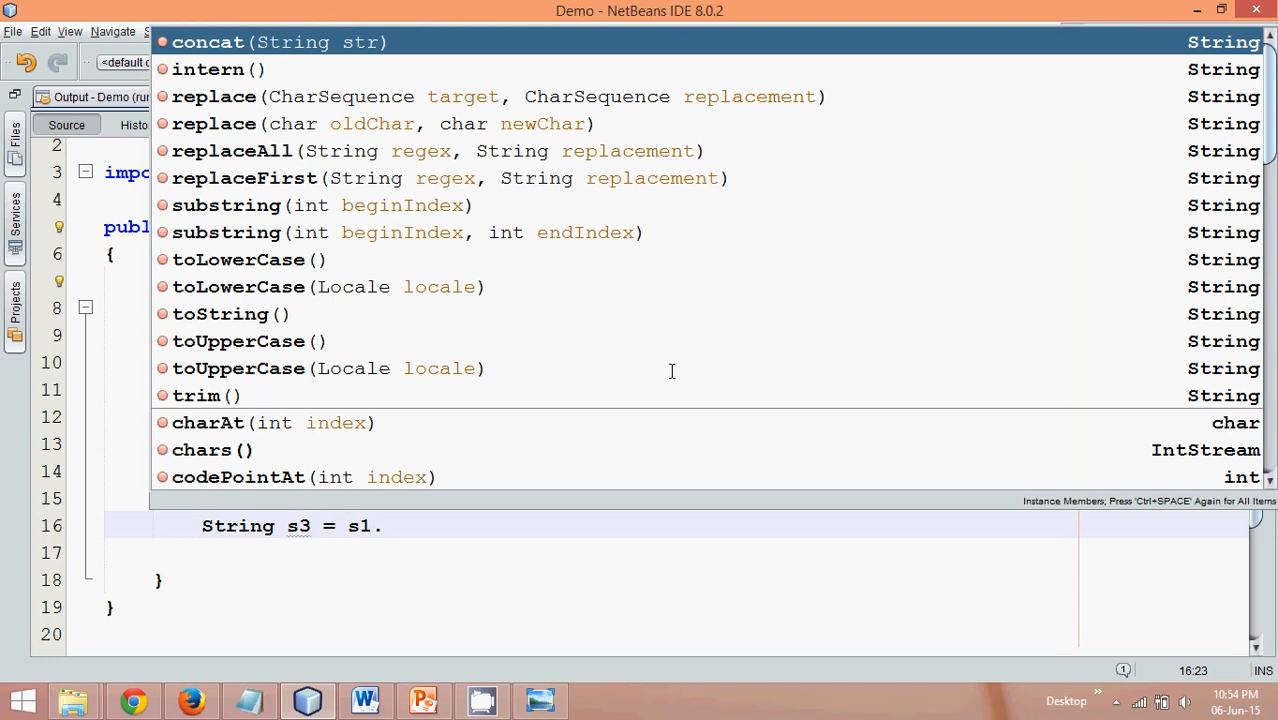 Demo - NetBeans IDE 8.0.2
File Edit View Navigate
<default c
Output - Demo (run
Source Histo
Files
Services
Projects
concat(String str) String
intern() String
replace(CharSequence target, CharSequence replacement) String
replace(char oldChar, char newChar) String
replaceAll(String regex, String replacement) String
replaceFirst(String regex, String replacement) String
substring(int beginIndex) String
substring(int beginIndex, int endIndex) String
toLowerCase() String
toLowerCase(Locale locale) String
toString() String
toUpperCase() String
toUpperCase(Locale locale) String
trim() String
charAt(int index) char
chars() IntStream
codePointAt(int index) int
Instance Members; Press 'Ctrl+SPACE' Again for All Items
2
3 impo
4
publ
6 {
8
9
10
11
12
13
14
15
16 String s3 = s1.
17
18 }
19 }
20
1 16:23 INS
Desktop » 10:54 PM
06-Jun-15